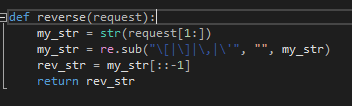 def reverse(request):
    my_str = str(request[1:])
    my_str = re.sub("\[|\]|\,|\'", "", my_str)
    rev_str = my_str[::-1]
    return rev_str